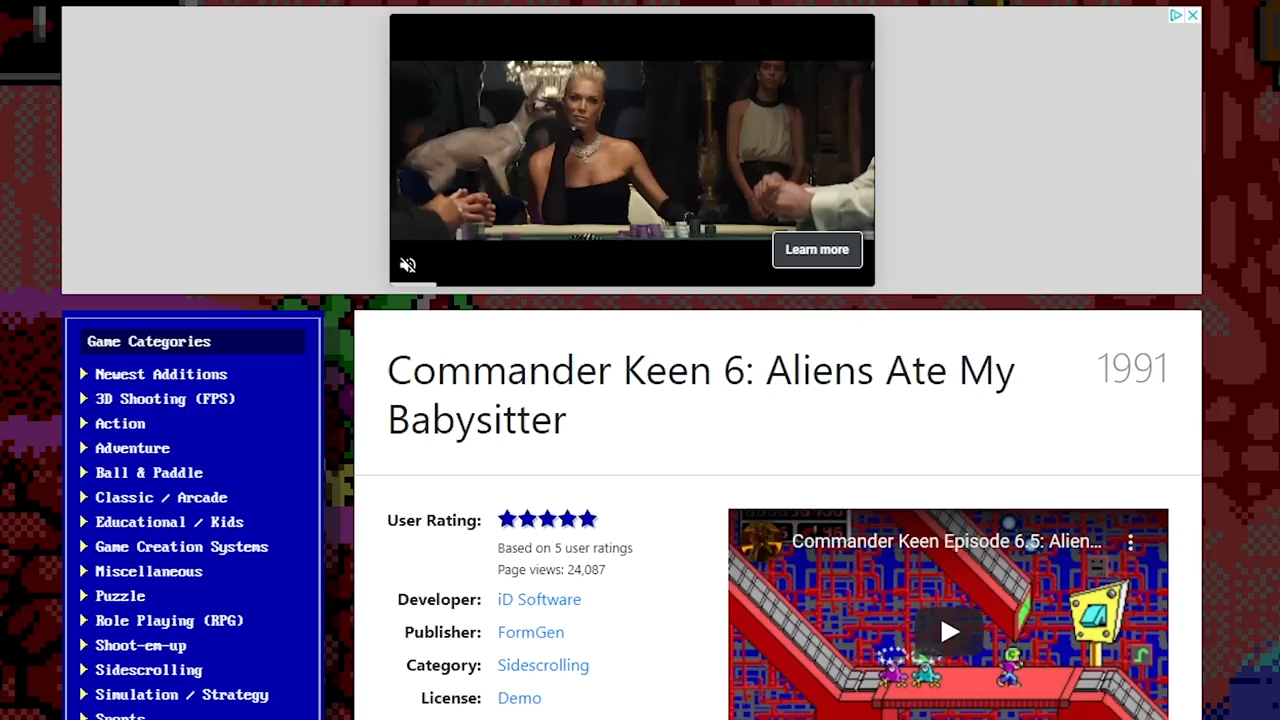 Learn more
Game Categories
Newest Additions
3D Shooting (FPS)
Action
Adventure
Ball & Paddle
Classic / Arcade
Educational / Kids
Game Creation Systems
Miscellaneous
Puzzle
Role Playing (RPG)
Shoot-em-up
Sidescrolling
Simulation / Strategy
Sports
Commander Keen 6: Aliens Ate My
Babysitter
1991
User Rating:
Based on 5 user ratings
Page views: 24,087
Developer: iD Software
Publisher: FormGen
Category: Sidescrolling
License: Demo
Commander Keen Episode 6.5: Alien...